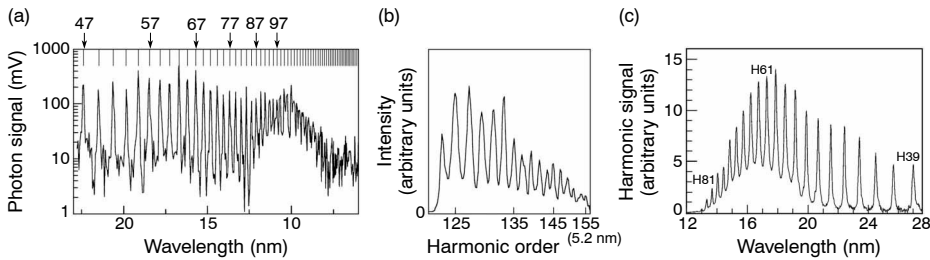 (a)
47 57 67 77 87 97
Photon signal (mV)
1000
100
10
1
20 15 10
Wavelength (nm)
(b)
Intensity
(arbitrary units)
0
125 135 145 155
Harmonic order (5.2 nm)
(c)
Harmonic signal
(arbitrary units)
15
10
5
0
H81
H61
H39
12 16 20 24 28
Wavelength (nm)